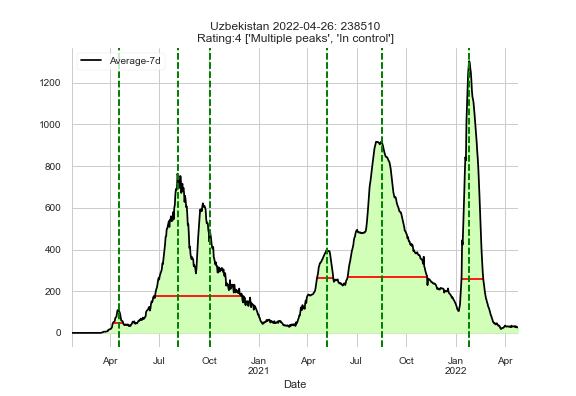 Uzbekistan 2022-04-26: 238510
Rating:4 ['Multiple peaks', 'In control']
Average-7d
1200
1000
800
600
400
200
0
Apr Jul Oct Jan Apr Jul Oct Jan Apr
2021 2022
Date